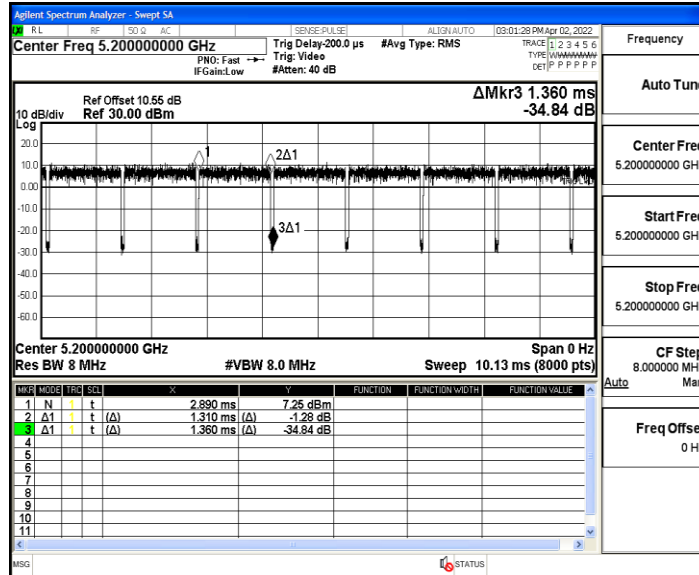 Agilent Spectrum Analyzer - Swept SA
RL RF 50 Ω AC SENSE:PULSE ALIGN AUTO 03:01:28 PM Apr 02, 2022
Center Freq 5.200000000 GHz
PNO: Fast
IFGain:Low
Trig Delay-200.0 µs
Trig: Video
#Atten: 40 dB
#Avg Type: RMS
TRACE 1 2 3 4 5 6
TYPE WWWWWW
DET P P P P P P
Ref Offset 10.55 dB
10 dB/div Ref 30.00 dBm
Log
ΔMkr3 1.360 ms
-34.84 dB
20.0
10.0
0.00
-10.0
-20.0
-30.0
-40.0
-50.0
-60.0
1
2Δ1
3Δ1
Center 5.200000000 GHz Span 0 Hz
Res BW 8 MHz #VBW 8.0 MHz Sweep 10.13 ms (8000 pts)
MKR MODE TRC SCL X Y FUNCTION FUNCTION WIDTH FUNCTION VALUE
1 N 1 t 2.890 ms 7.25 dBm
2 Δ1 1 t (Δ) 1.310 ms (Δ) -1.28 dB
3 Δ1 1 t (Δ) 1.360 ms (Δ) -34.84 dB
4
5
6
7
8
9
10
11
MSG STATUS
Frequency
Auto Tun
Center Fre
5.200000000 GH
Start Fre
5.200000000 GH
Stop Fre
5.200000000 GH
CF Step
8.000000 MH
Auto Ma
Freq Offse
0 H